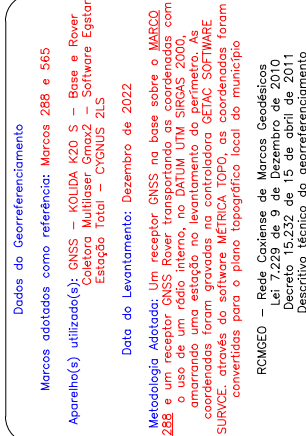 Dados do Georreferenciamento
Marcos adotados como referência: Marcos 288 e 565
Aparelho(s) utilizado(s): GNSS – KOLIDA K20 S – Base e Rover
Coletora Multilaser Gmax2 – Software Egstar
Estação Total – CYGNUS 2LS
Data do Levantamento: Dezembro de 2022
Metodologia Adotada: Um receptor GNSS na base sobre o MARCO
288 e um receptor GNSS Rover transportando as coordenadas com
o uso de um rádio interno, no DATUM UTM SIRGAS 2000,
amarrando uma estação no levantamento do perímetro. As
coordenadas foram gravadas na controladora GETAC SOFTWARE
SURVCE. através do software MÉTRICA TOPO, as coordenadas foram
convertidas para o plano topográfico local do município
RCMGEO – Rede Caxiense de Marcos Geodésicos
Lei 7.229 de 9 de Dezembro de 2010
Decreto 15.232 de 15 de abril de 2011
Descritivo técnico do georreferenciamento